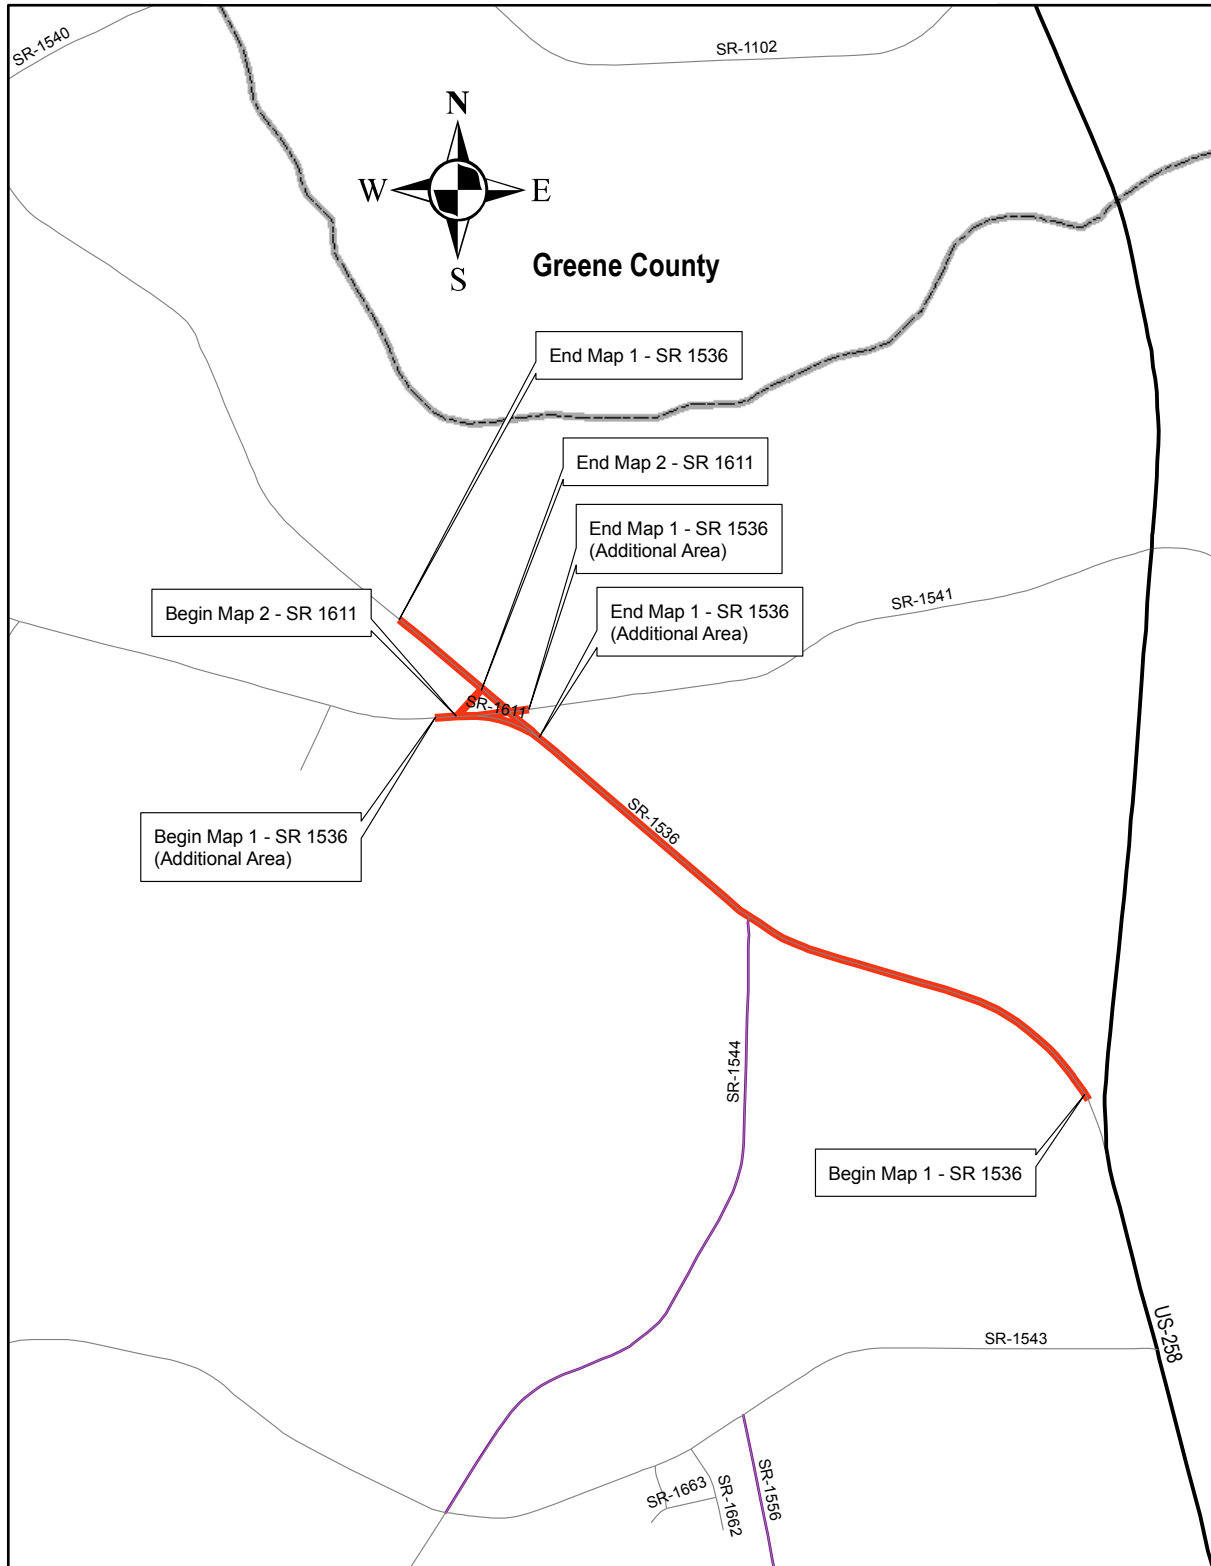 SR-1540
SR-1102
N
W
E
S
Greene County
End Map 1 - SR 1536
End Map 2 - SR 1611
End Map 1 - SR 1536
(Additional Area)
Begin Map 2 - SR 1611
End Map 1 - SR 1536
(Additional Area)
SR-1541
SR-1611
Begin Map 1 - SR 1536
(Additional Area)
SR-1536
SR-1544
Begin Map 1 - SR 1536
US-258
SR-1543
SR-1663
SR-1662
SR-1556